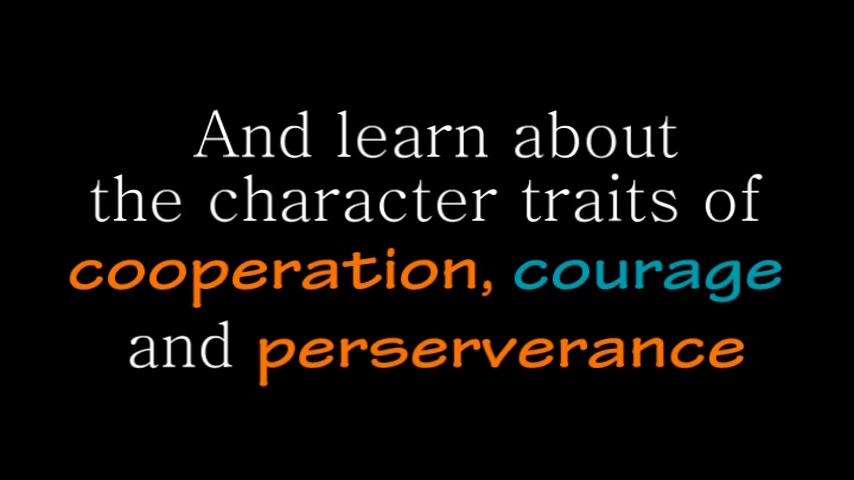 And learn about
the character traits of
cooperation, courage
and perserverance